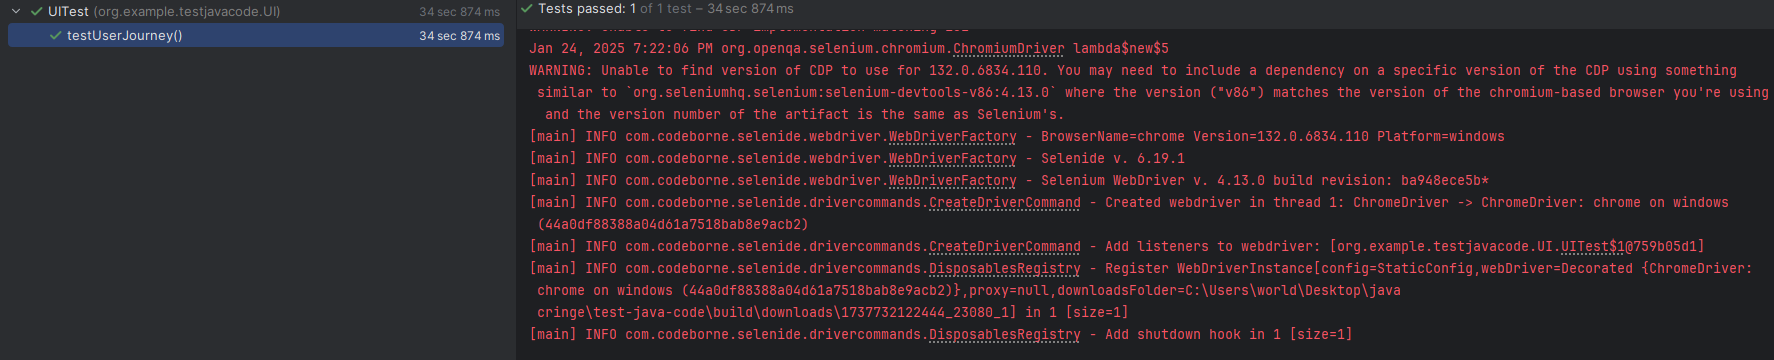 UITest (org.example.testjavacode.UI) 34 sec 874 ms
testUserJourney() 34 sec 874 ms
Tests passed: 1 of 1 test – 34 sec 874 ms
Jan 24, 2025 7:22:06 PM org.openqa.selenium.chromium.ChromiumDriver lambda$new$5
WARNING: Unable to find version of CDP to use for 132.0.6834.110. You may need to include a dependency on a specific version of the CDP using something
similar to `org.seleniumhq.selenium:selenium-devtools-v86:4.13.0` where the version ("v86") matches the version of the chromium-based browser you're using
and the version number of the artifact is the same as Selenium's.
[main] INFO com.codeborne.selenide.webdriver.WebDriverFactory - BrowserName=chrome Version=132.0.6834.110 Platform=windows
[main] INFO com.codeborne.selenide.webdriver.WebDriverFactory - Selenide v. 6.19.1
[main] INFO com.codeborne.selenide.webdriver.WebDriverFactory - Selenium WebDriver v. 4.13.0 build revision: ba948ece5b*
[main] INFO com.codeborne.selenide.drivercommands.CreateDriverCommand - Created webdriver in thread 1: ChromeDriver -> ChromeDriver: chrome on windows
(44a0df88388a04d61a7518bab8e9acb2)
[main] INFO com.codeborne.selenide.drivercommands.CreateDriverCommand - Add listeners to webdriver: [org.example.testjavacode.UI.UITest$1@759b05d1]
[main] INFO com.codeborne.selenide.drivercommands.DisposablesRegistry - Register WebDriverInstance[config=StaticConfig,webDriver=Decorated {ChromeDriver:
chrome on windows (44a0df88388a04d61a7518bab8e9acb2)},proxy=null,downloadsFolder=C:\Users\world\Desktop\java
cringe\test-java-code\build\downloads\1737732122444_23080_1] in 1 [size=1]
[main] INFO com.codeborne.selenide.drivercommands.DisposablesRegistry - Add shutdown hook in 1 [size=1]